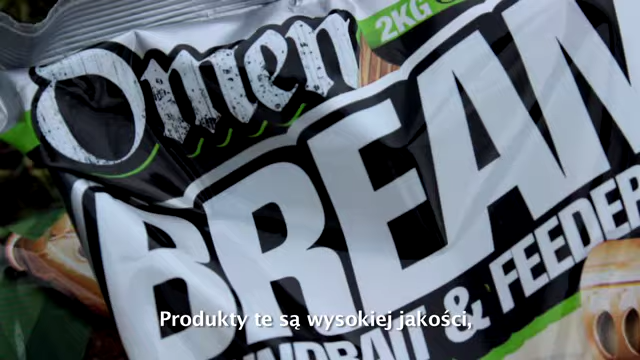 Omen
2KG
BREAM
& FEEDER
Produkty te są wysokiej jakości,